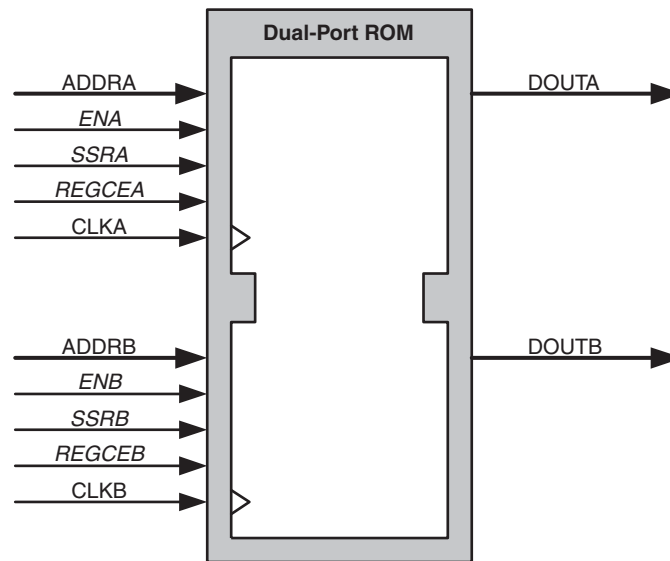 Dual-Port ROM
ADDRA
DOUTA
ENA
SSRA
REGCEA
CLKA
ADDRB
DOUTB
ENB
SSRB
REGCEB
CLKB